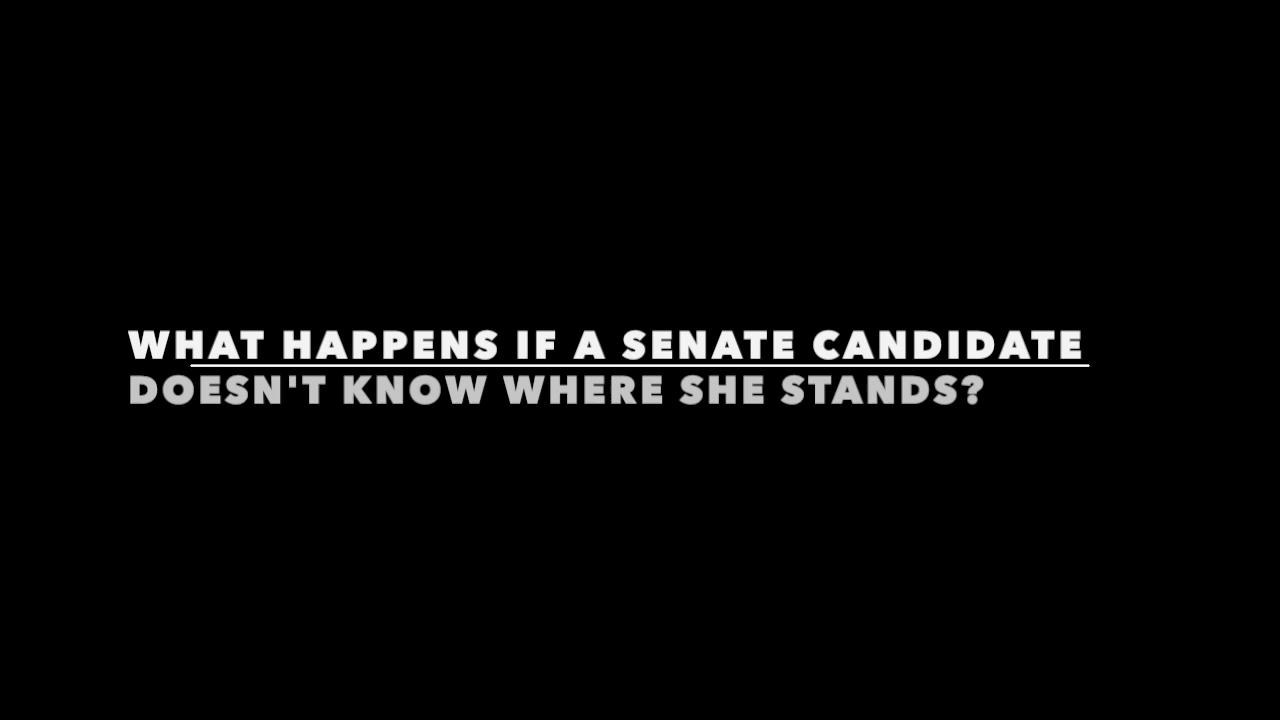 WHAT HAPPENS IF A SENATE CANDIDATE
DOESN'T KNOW WHERE SHE STANDS?